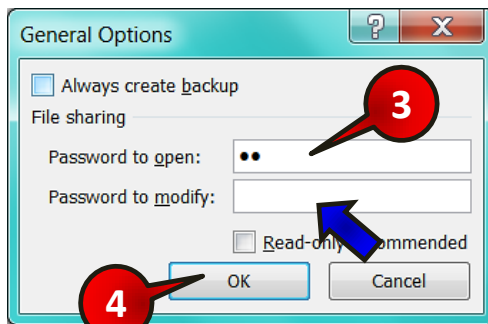 General Options
? X
Always create backup
File sharing
3
Password to open: ●●
Password to modify:
Read-only recommended
4
OK Cancel